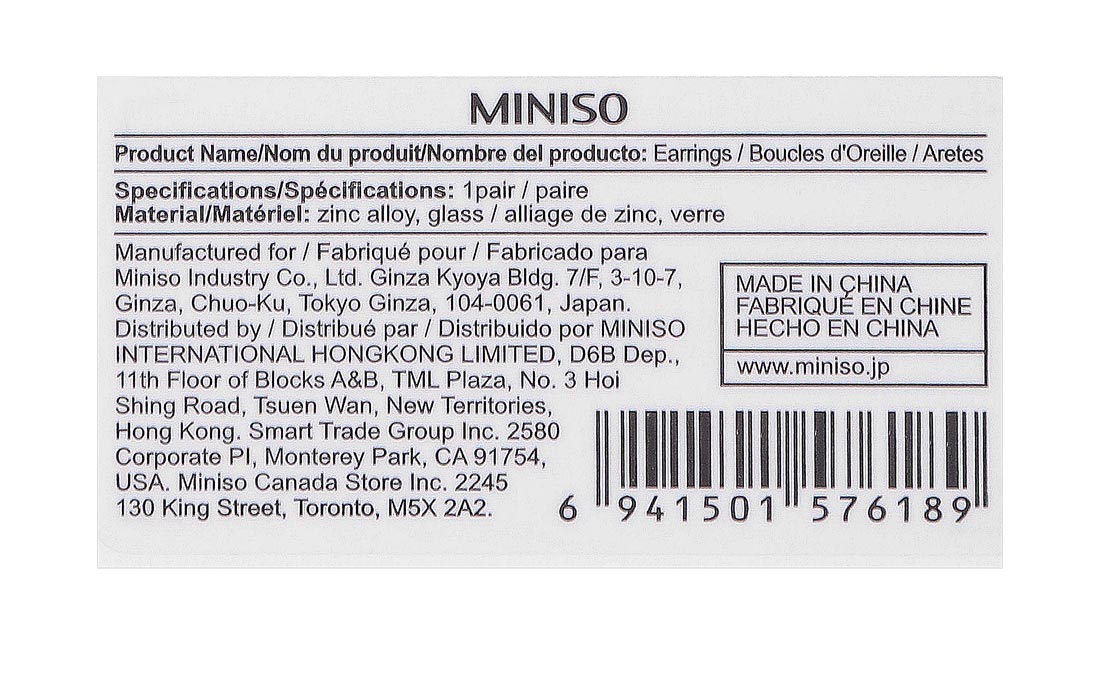 MINISO
Product Name/Nom du produit/Nombre del producto: Earrings / Boucles d'Oreille / Aretes
Specifications/Spécifications: 1pair / paire
Material/Matériel: zinc alloy, glass / alliage de zinc, verre
Manufactured for / Fabriqué pour / Fabricado para
Miniso Industry Co., Ltd. Ginza Kyoya Bldg. 7/F, 3-10-7,
Ginza, Chuo-Ku, Tokyo Ginza, 104-0061, Japan.
Distributed by / Distribué par / Distribuido por MINISO
INTERNATIONAL HONGKONG LIMITED, D6B Dep.,
11th Floor of Blocks A&B, TML Plaza, No. 3 Hoi
Shing Road, Tsuen Wan, New Territories,
Hong Kong. Smart Trade Group Inc. 2580
Corporate Pl, Monterey Park, CA 91754,
USA. Miniso Canada Store Inc. 2245
130 King Street, Toronto, M5X 2A2.
MADE IN CHINA
FABRIQUÉ EN CHINE
HECHO EN CHINA
www.miniso.jp
6 941501 576189